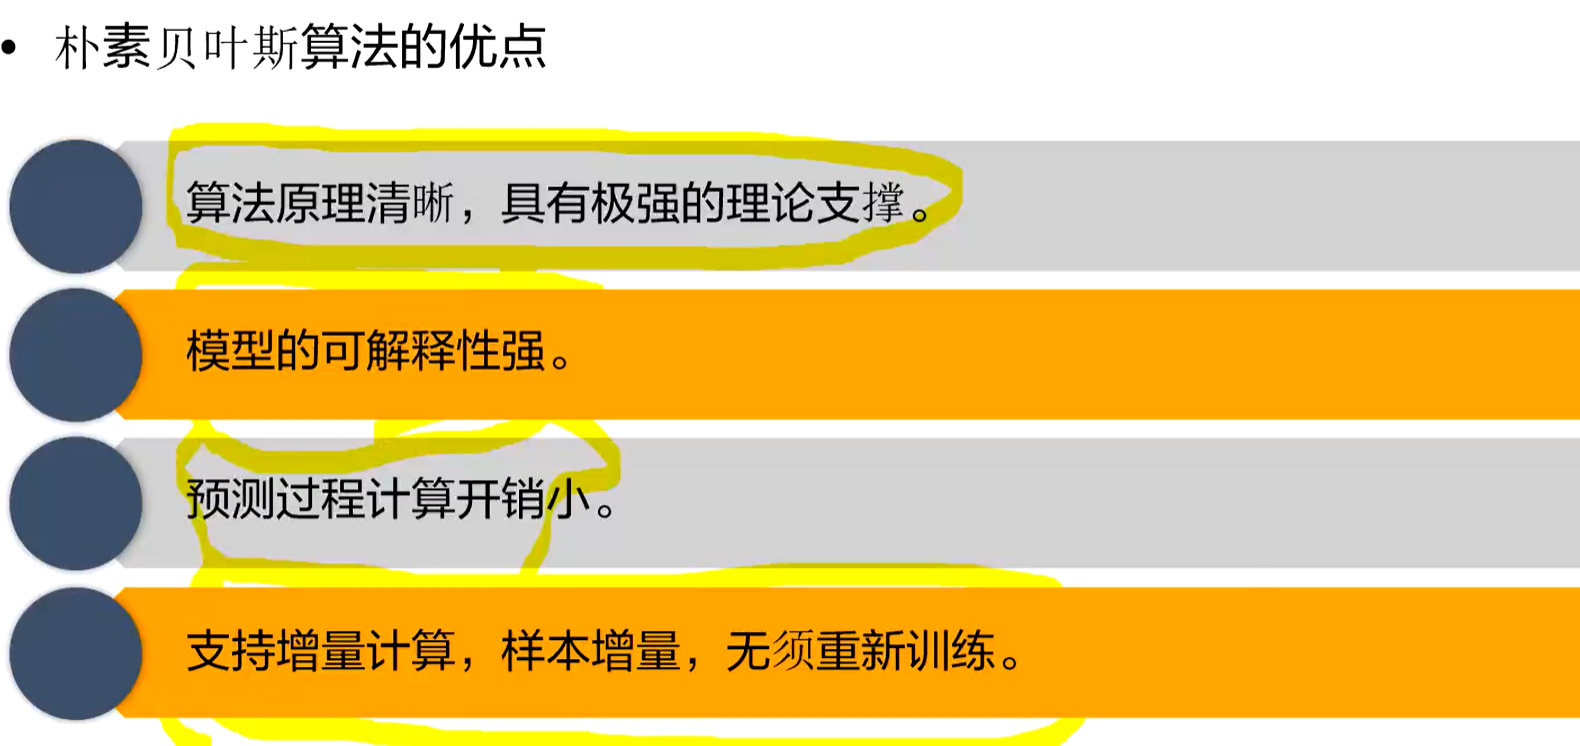 • 朴素贝叶斯算法的优点
算法原理清晰，具有极强的理论支撑。
模型的可解释性强。
预测过程计算开销小。
支持增量计算，样本增量，无须重新训练。